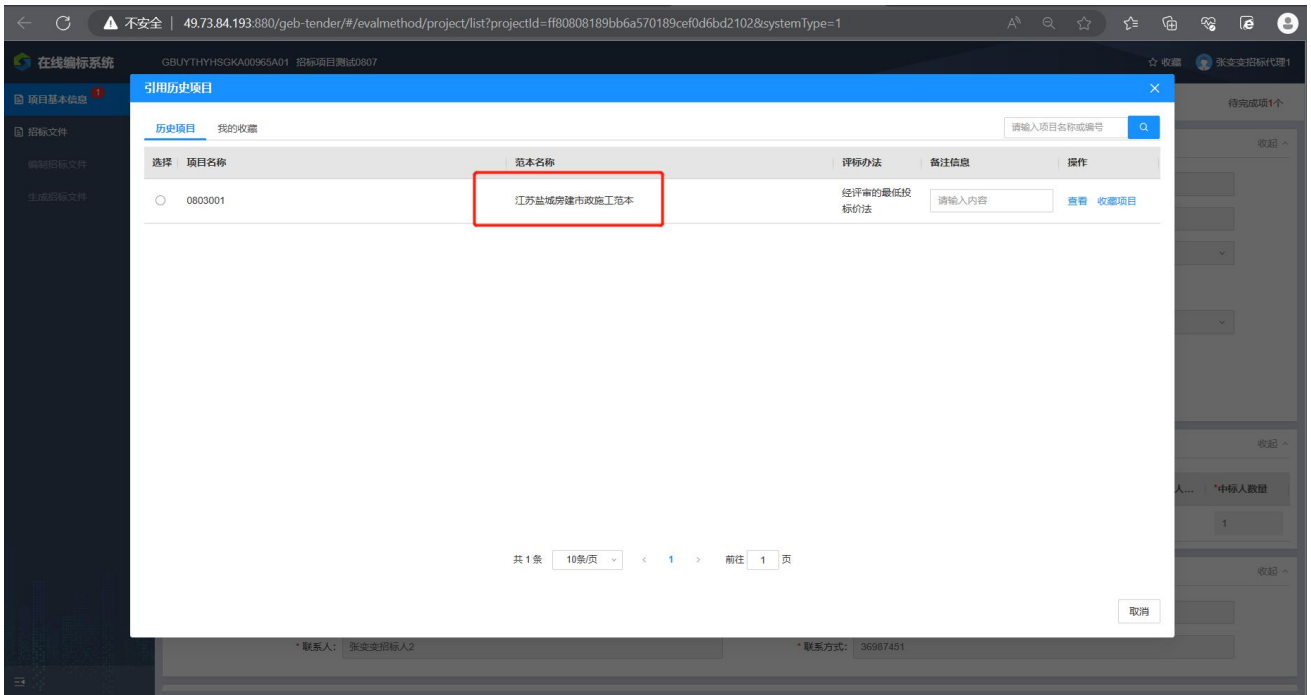 不安全 | 49.73.84.193:880/geb-tender/#/evalmethod/project/list?projectId=ff80808189bb6a570189cef0d6bd2102&systemType=1
在线编标系统 GBUYTHYHSGKA00965A01 招标项目测试0807 收藏 张变变招标代理1
项目基本信息 1
引用历史项目
待完成项1个
招标文件
历史项目 我的收藏 请输入项目名称或编号
收起
编制招标文件
选择 项目名称 范本名称 评标办法 备注信息 操作
生成招标文件
0803001 江苏盐城房建市政施工范本 经评审的最低投标价法 请输入内容 查看 收藏项目
收起
人... *中标人数量
1
共1条 10条/页 < 1 > 前往 1 页
收起
取消
*联系人: 张变变招标人2 *联系方式: 36987451